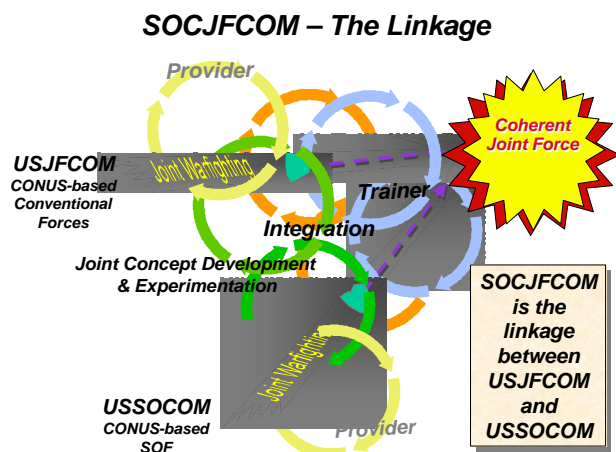 SOCJFCOM – The Linkage
Provider
Coherent
Joint Force
Joint Warfighting
USJFCOM
CONUS-based
Conventional
Forces
Trainer
Integration
Joint Concept Development
& Experimentation
SOCJFCOM
is the
linkage
between
USJFCOM
and
USSOCOM
Joint Warfighting
USSOCOM
CONUS-based
SOF
Provider